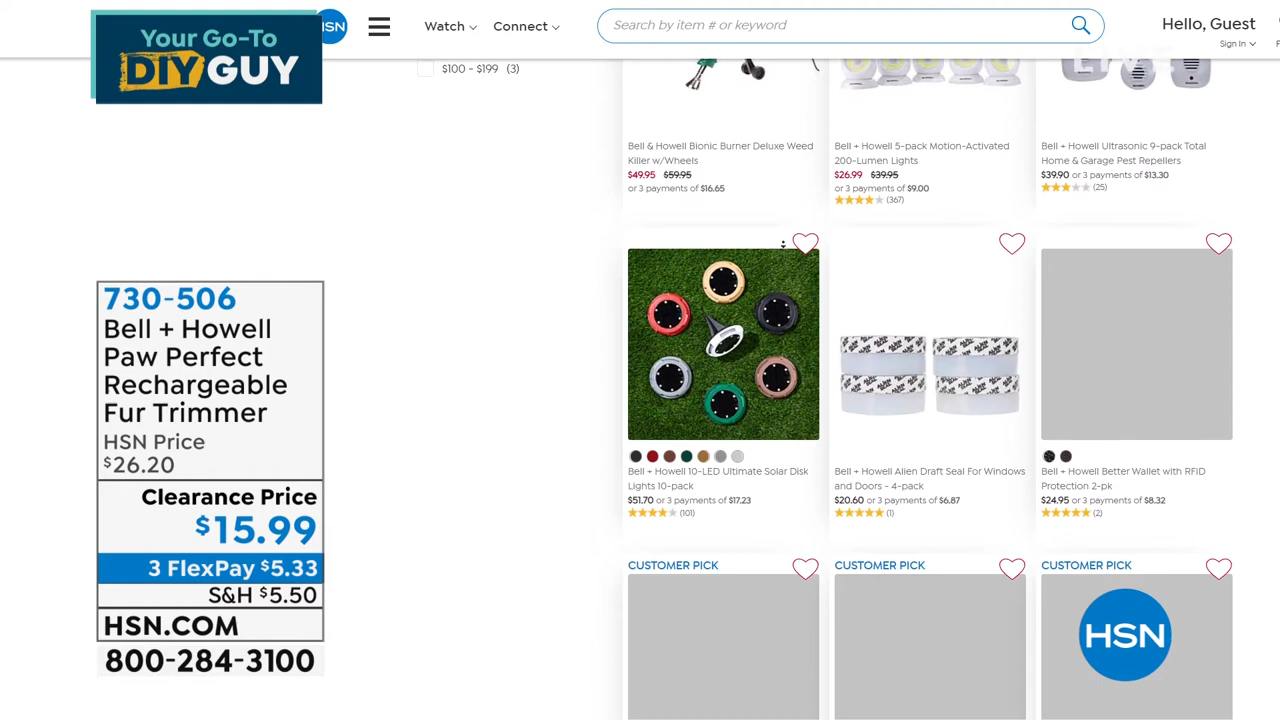 Your Go-To
DIY GUY
HSN
Watch
Connect
Search by item # or keyword
Hello, Guest
Sign In
LIVE
$100 - $199 (3)
Bell & Howell Bionic Burner Deluxe Weed
Killer w/Wheels
$49.95 $59.95
or 3 payments of $16.65
Bell + Howell 5-pack Motion-Activated
200-Lumen Lights
$26.99 $39.95
or 3 payments of $9.00
(367)
Bell + Howell Ultrasonic 9-pack Total
Home & Garage Pest Repellers
$39.90 or 3 payments of $13.30
(25)
730-506
Bell + Howell
Paw Perfect
Rechargeable
Fur Trimmer
HSN Price
$26.20
Clearance Price
$15.99
3 FlexPay $5.33
S&H $5.50
HSN.COM
800-284-3100
Bell + Howell 10-LED Ultimate Solar Disk
Lights 10-pack
$51.70 or 3 payments of $17.23
(101)
Bell + Howell Alien Draft Seal For Windows
and Doors - 4-pack
$20.60 or 3 payments of $6.87
(1)
Bell + Howell Better Wallet with RFID
Protection 2-pk
$24.95 or 3 payments of $8.32
(2)
CUSTOMER PICK
CUSTOMER PICK
CUSTOMER PICK
HSN